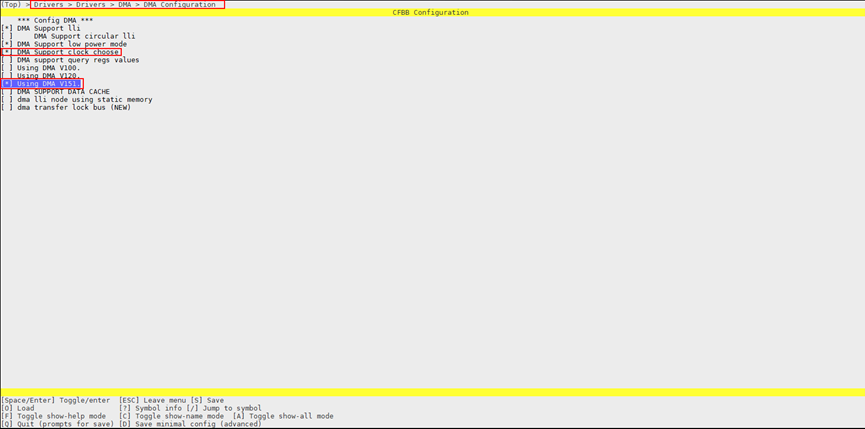 (Top) > Drivers > Drivers > DMA > DMA Configuration
CFBB Configuration
*** Config DMA ***
[*] DMA Support lli
[ ]     DMA Support circular lli
[*] DMA Support low power mode
[*] DMA Support clock choose
[ ] DMA support query regs values
[ ] Using DMA V100.
[ ] Using DMA V120.
[*] Using DMA V151.
[ ] DMA SUPPORT DATA CACHE
[ ] dma lli node using static memory
[ ] dma transfer lock bus (NEW)
[Space/Enter] Toggle/enter  [ESC] Leave menu [S] Save
[O] Load                     [?] Symbol info [/] Jump to symbol
[F] Toggle show-help mode   [C] Toggle show-name mode  [A] Toggle show-all mode
[Q] Quit (prompts for save) [D] Save minimal config (advanced)